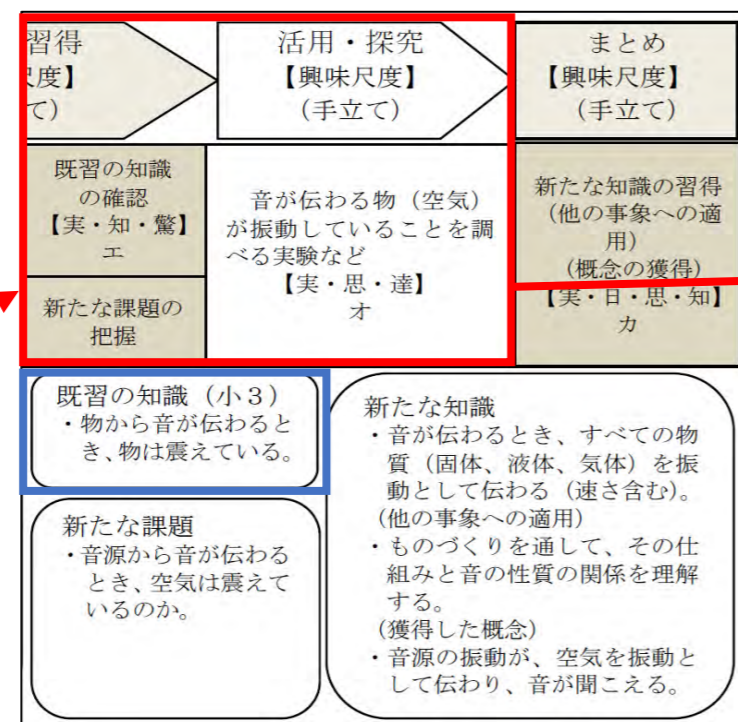 習得
尺度】
て)
活用・探究
【興味尺度】
(手立て)
まとめ
【興味尺度】
(手立て)
既習の知識
の確認
【実・知・驚】
エ
新たな課題の
把握
音が伝わる物(空気)
が振動していることを調
べる実験など
【実・思・達】
オ
新たな知識の習得
(他の事象への適
用)
(概念の獲得)
【実・日・思・知】
カ
既習の知識(小3)
・物から音が伝わると
き、物は震えている。
新たな課題
・音源から音が伝わる
とき、空気は震えて
いるのか。
新たな知識
・音が伝わるとき、すべての物
質(固体、液体、気体)を振
動として伝わる(速さ含む)。
(他の事象への適用)
・ものづくりを通して、その仕
組みと音の性質の関係を理解
する。
(獲得した概念)
・音源の振動が、空気を振動と
して伝わり、音が聞こえる。